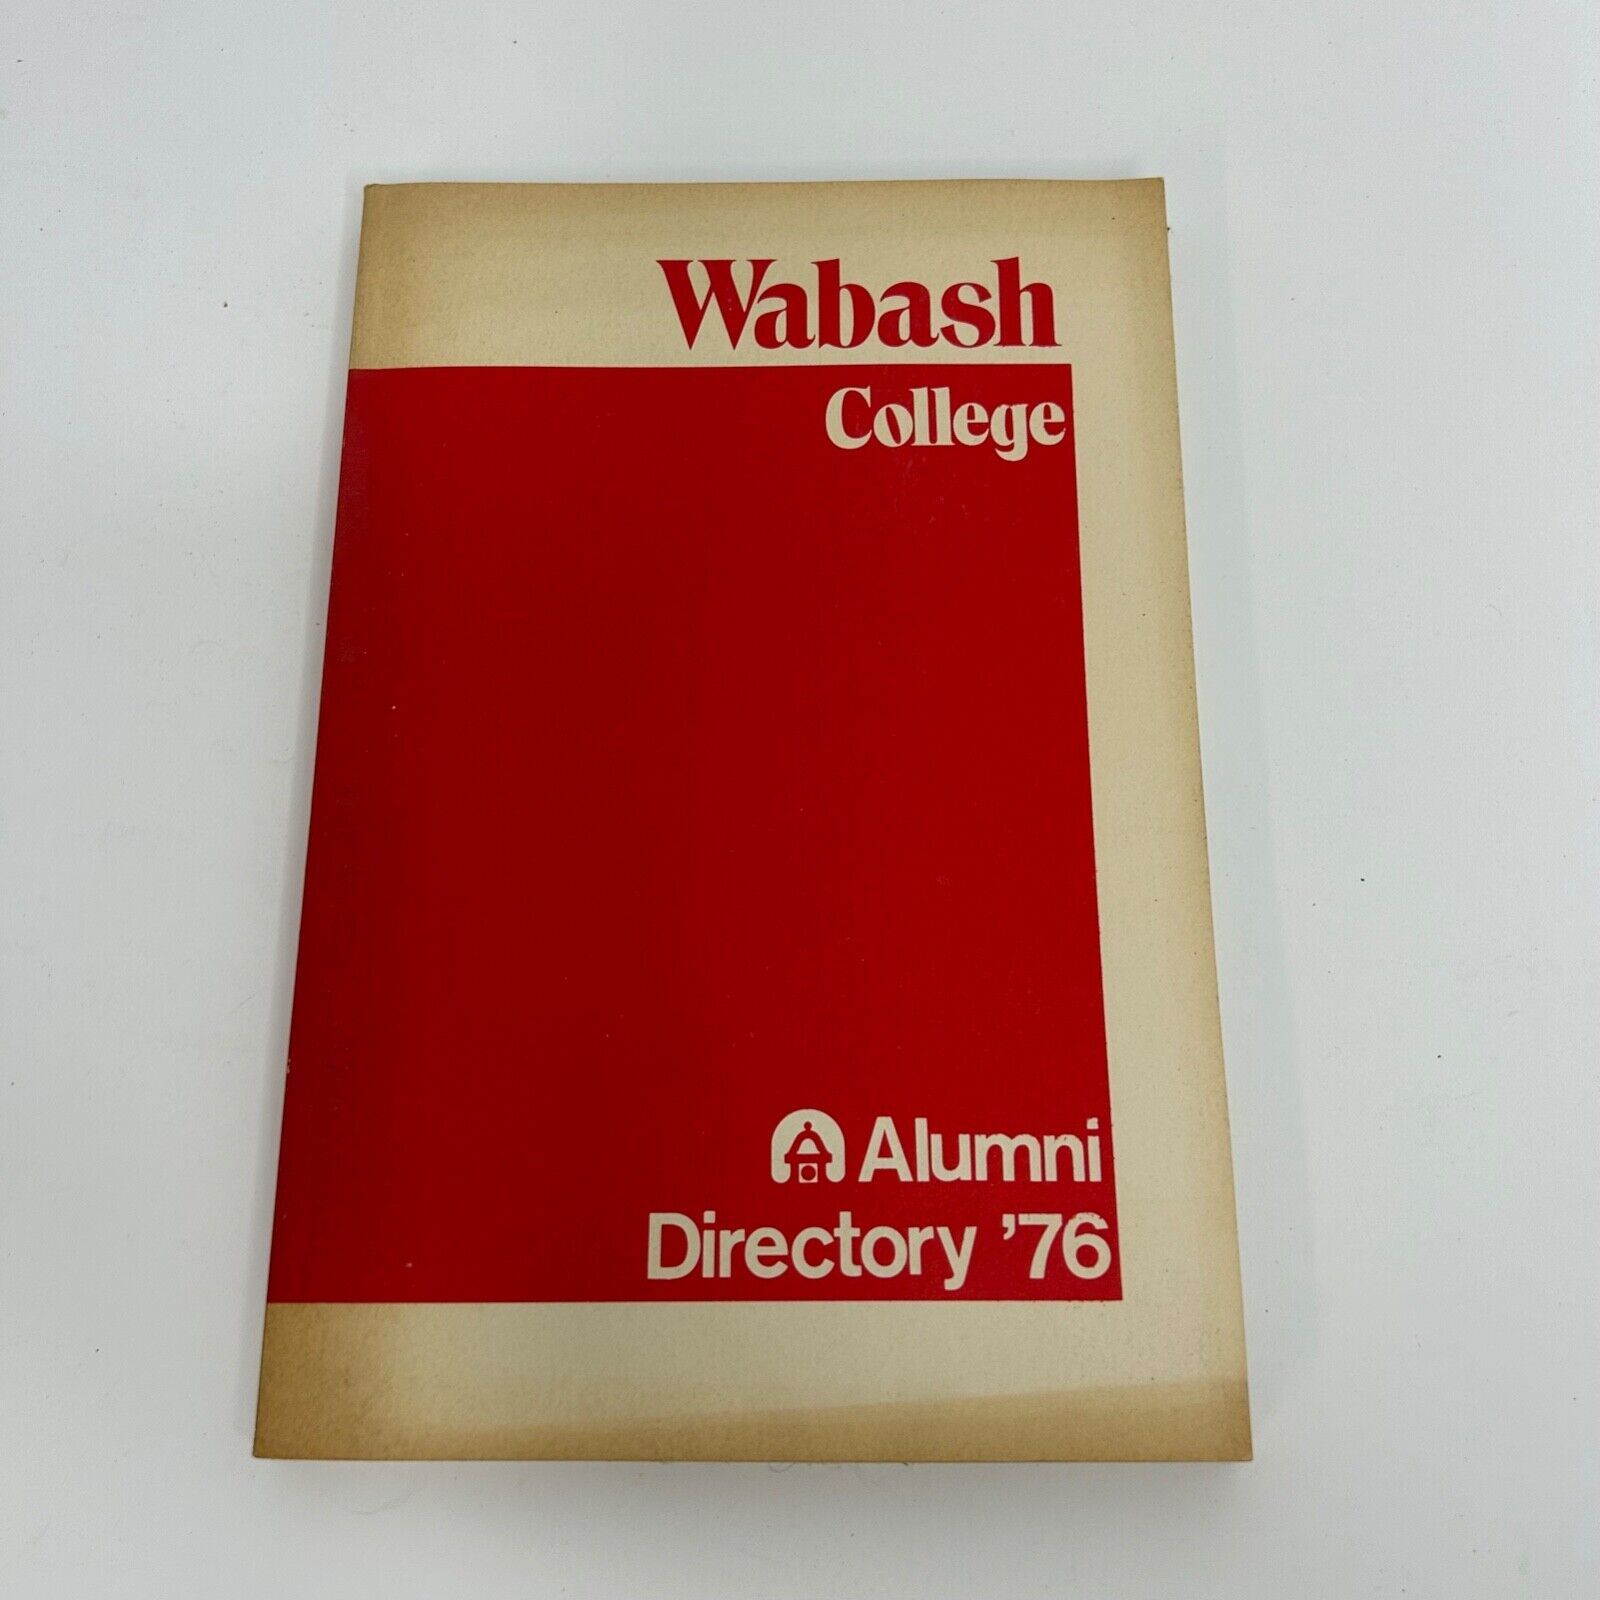 Wabash
College
Alumni
Directory '76